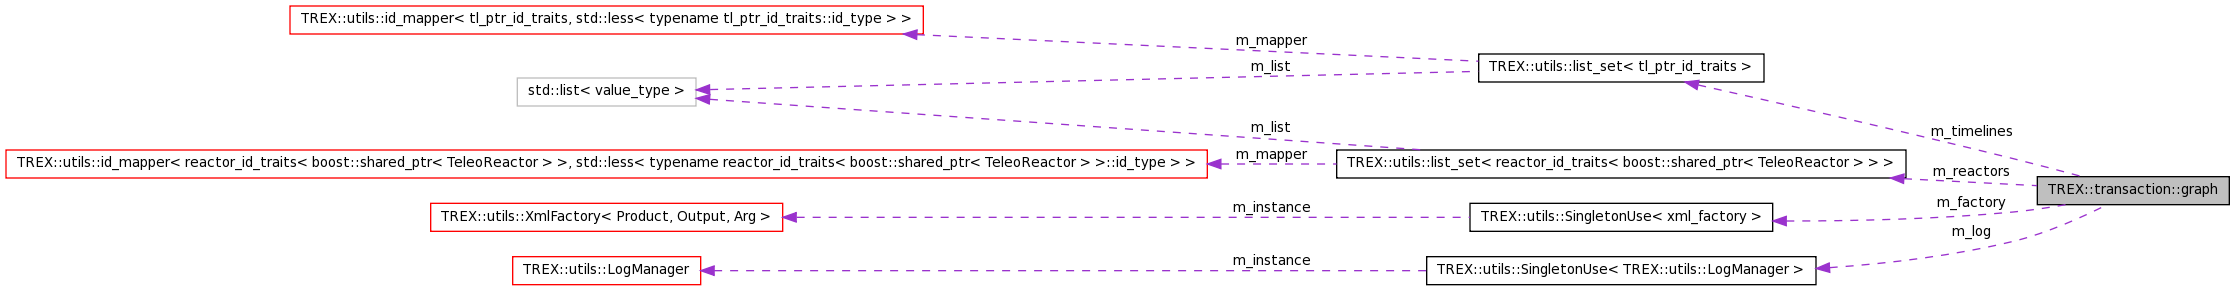 TREX::utils::id_mapper< tl_ptr_id_traits, std::less< typename tl_ptr_id_traits::id_type > >
m_mapper
TREX::utils::list_set< tl_ptr_id_traits >
m_list
std::list< value_type >
m_list
m_timelines
TREX::utils::id_mapper< reactor_id_traits< boost::shared_ptr< TeleoReactor > >, std::less< typename reactor_id_traits< boost::shared_ptr< TeleoReactor > >::id_type > >
m_mapper
TREX::utils::list_set< reactor_id_traits< boost::shared_ptr< TeleoReactor > > >
m_reactors
TREX::transaction::graph
m_factory
TREX::utils::XmlFactory< Product, Output, Arg >
m_instance
TREX::utils::SingletonUse< xml_factory >
m_log
TREX::utils::LogManager
m_instance
TREX::utils::SingletonUse< TREX::utils::LogManager >